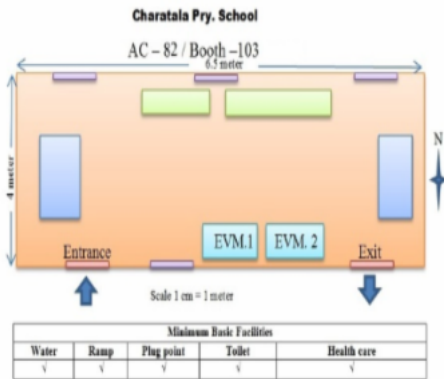 Charatala Pry. School
AC – 82 / Booth –103
6.5 meter
4 meter
N
EVM.1 EVM. 2
Entrance Exit
Scale 1 cm = 1 meter
Minimum Basic Facilities
Water Ramp Plug point Toilet Health care
√ √ √ √ √